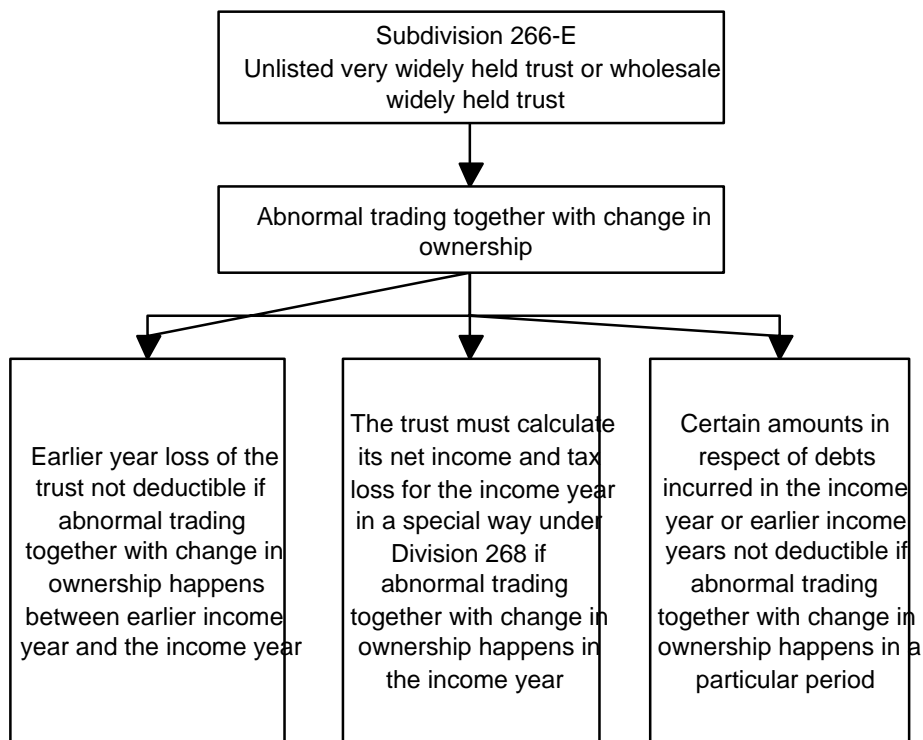 Subdivision 266-E
Unlisted very widely held trust or wholesale
widely held trust
Abnormal trading together with change in
ownership
Earlier year loss of the
trust not deductible if
abnormal trading
together with change in
ownership happens
between earlier income
year and the income year
The trust must calculate
its net income and tax
loss for the income year
in a special way under
Division 268 if
abnormal trading
together with change in
ownership happens in
the income year
Certain amounts in
respect of debts
incurred in the income
year or earlier income
years not deductible if
abnormal trading
together with change in
ownership happens in a
particular period